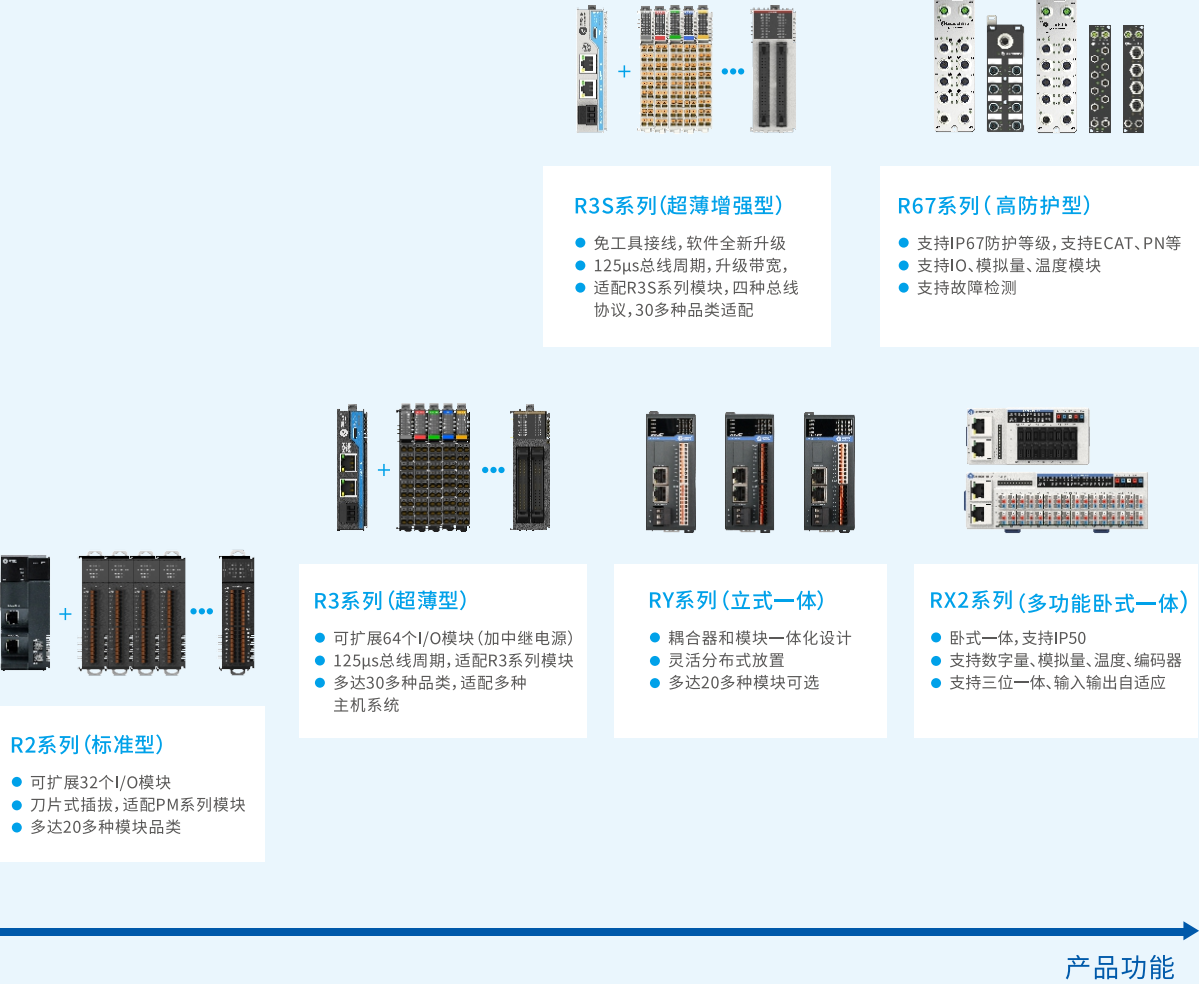 R3S系列(超薄增强型)
免工具接线,软件全新升级
125μs总线周期,升级带宽,
适配R3S系列模块,四种总线
协议,30多种品类适配
R67系列(高防护型)
支持IP67防护等级,支持ECAT、PN等
支持IO、模拟量、温度模块
支持故障检测
R3系列(超薄型)
可扩展64个I/O模块(加中继电源)
125μs总线周期,适配R3系列模块
多达30多种品类,适配多种
主机系统
RY系列(立式一体)
耦合器和模块一体化设计
灵活分布式放置
多达20多种模块可选
RX2系列(多功能卧式一体)
卧式一体,支持IP50
支持数字量、模拟量、温度、编码器
支持三位一体、输入输出自适应
R2系列(标准型)
可扩展32个I/O模块
刀片式插拔,适配PM系列模块
多达20多种模块品类
产品功能